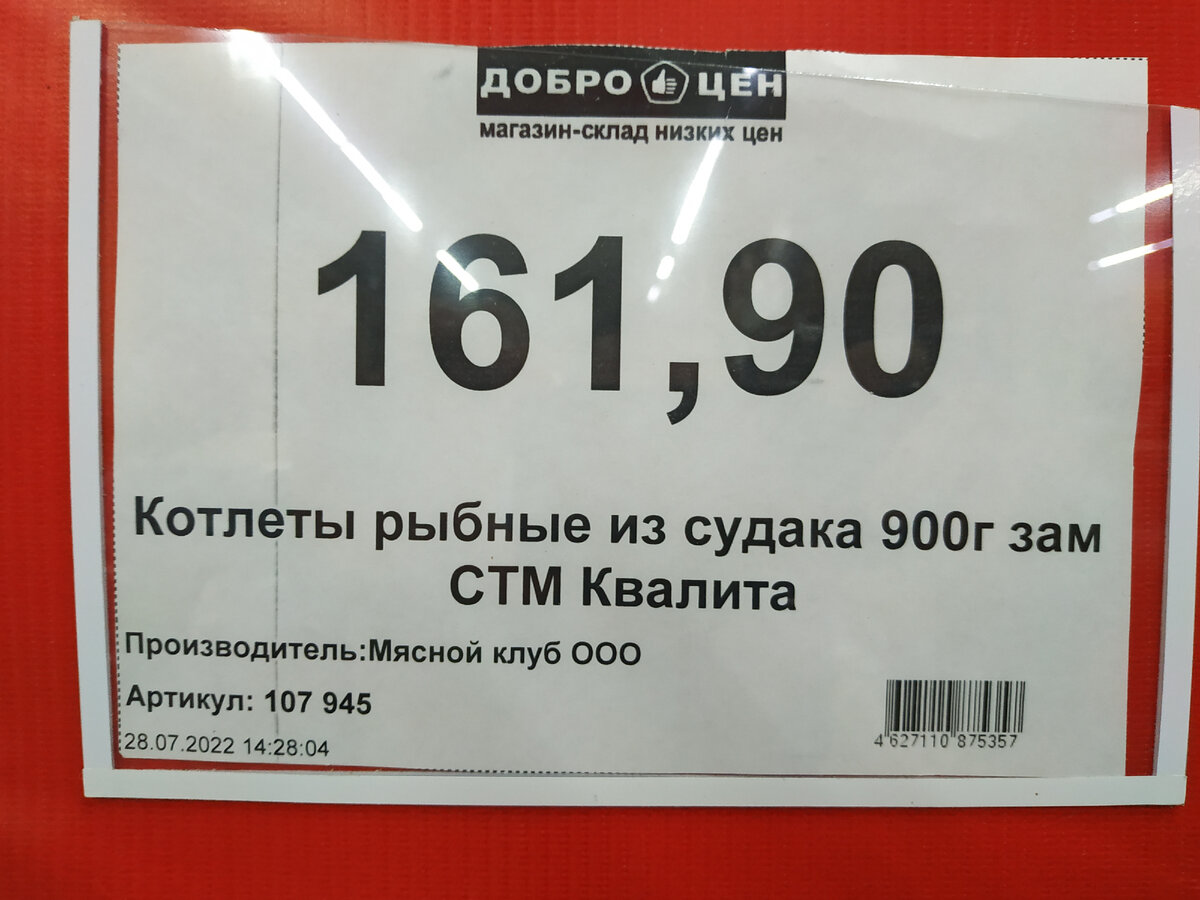 ДОБРО ЦЕН
магазин-склад низких цен
161,90
Котлеты рыбные из судака 900г зам
СТМ Квалита
Производитель:Мясной клуб ООО
Артикул: 107 945
28.07.2022 14:28:04
4 627110 875357